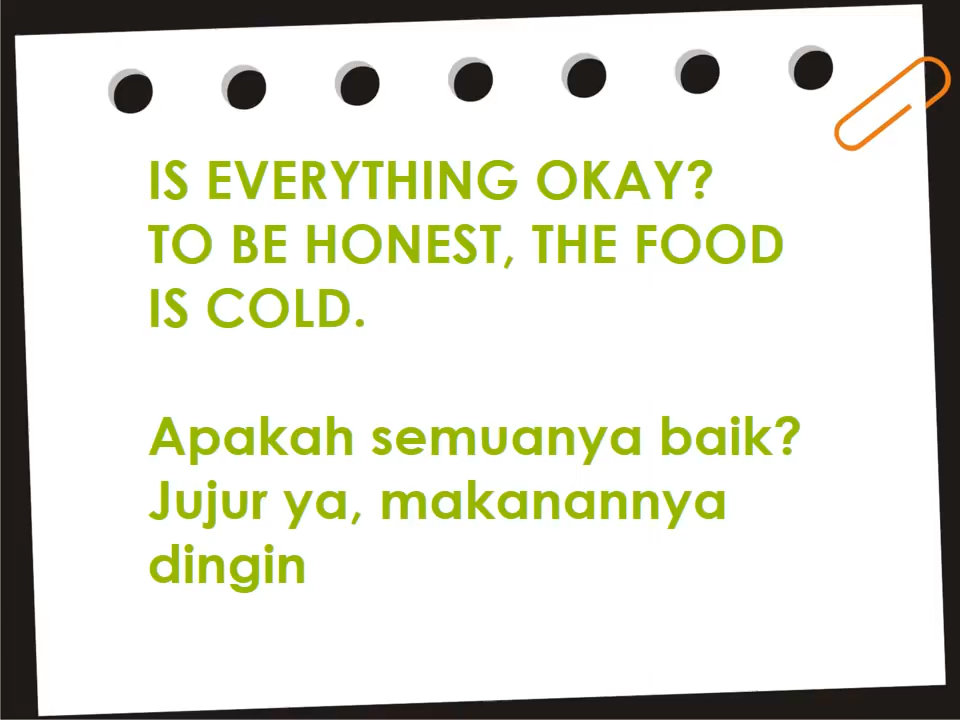 IS EVERYTHING OKAY?
TO BE HONEST, THE FOOD
IS COLD.
Apakah semuanya baik?
Jujur ya, makanannya
dingin